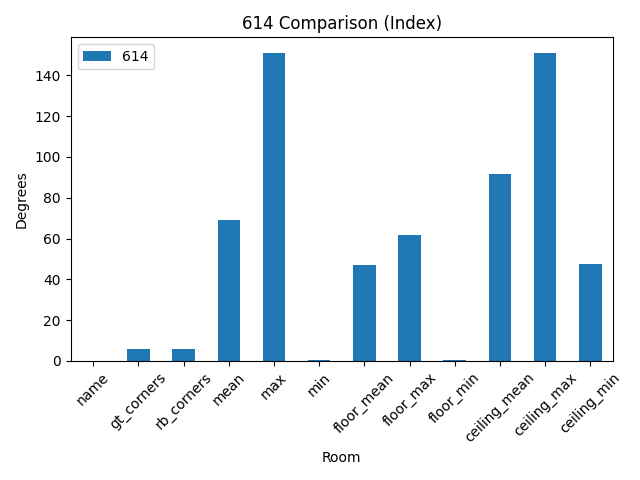 614 Comparison (Index)
614
Degrees
140
120
100
80
60
40
20
0
name
gt_corners
rb_corners
mean
max
min
floor_mean
floor_max
floor_min
ceiling_mean
ceiling_max
ceiling_min
Room